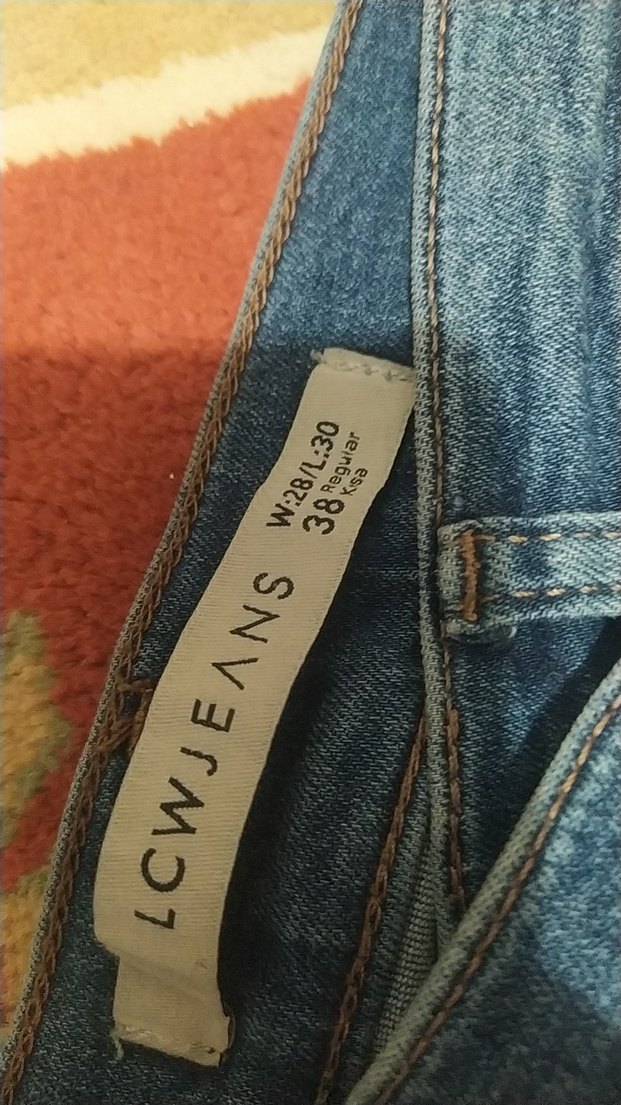 LCWJEANS
W:28/L:30
38 Regular
Kısa